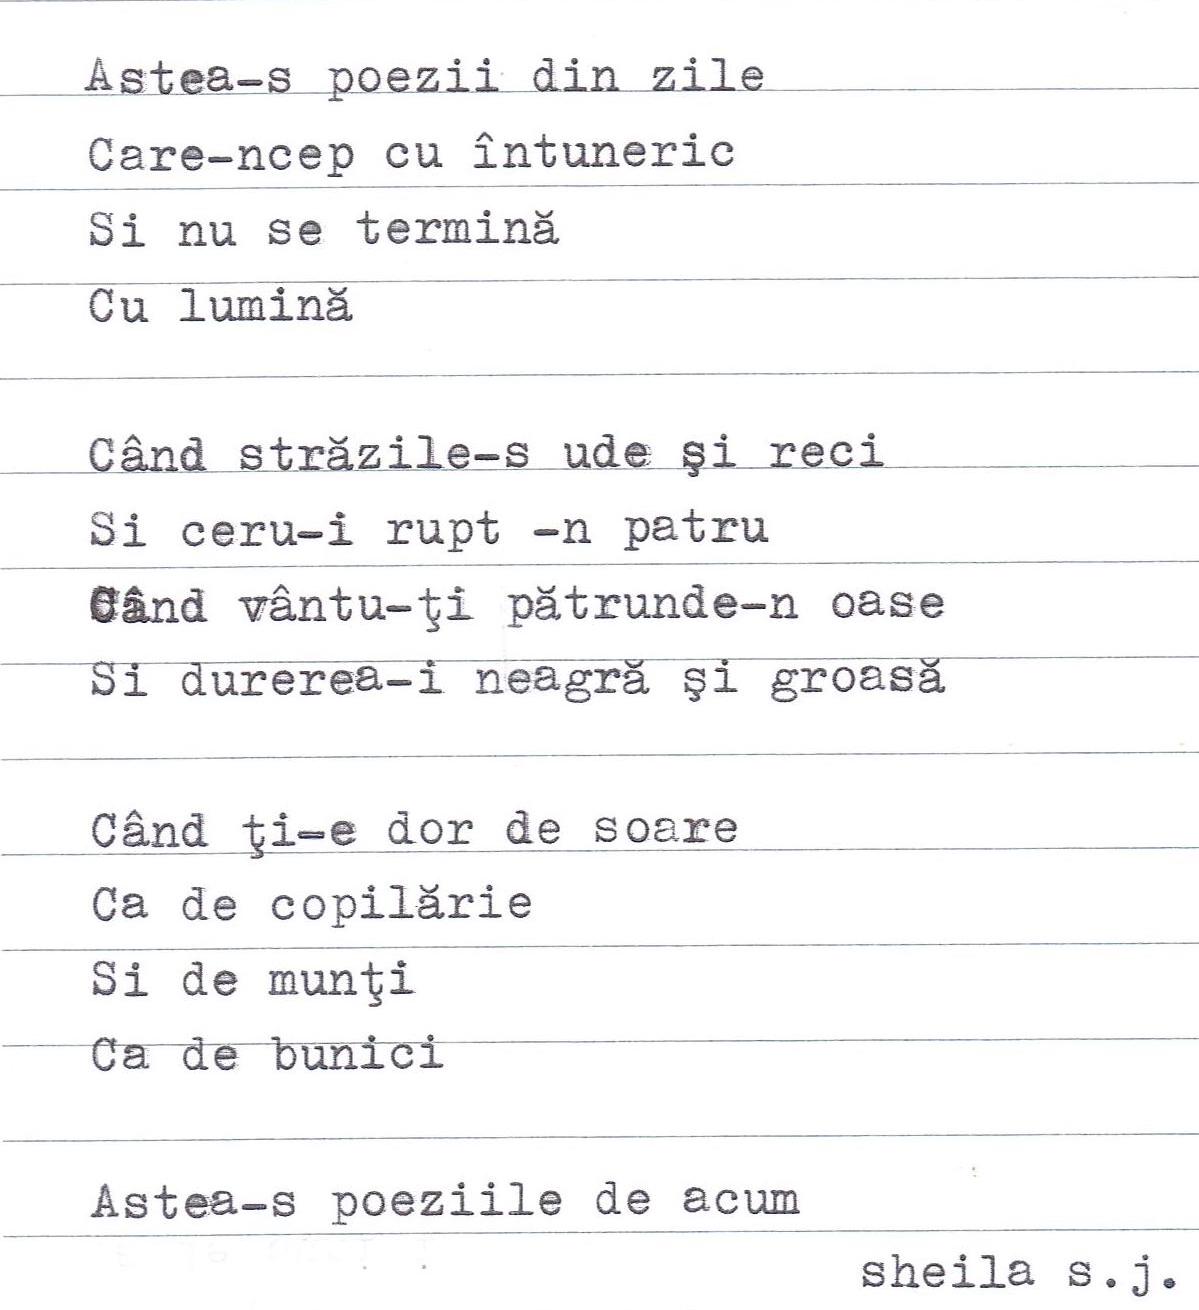 Astea-s poezii din zile
Care-ncep cu întuneric
Si nu se termină
Cu lumină
Când străzile-s ude şi reci
Si ceru-i rupt -n patru
Când vântu-ţi pătrunde-n oase
Si durerea-i neagră şi groasă
Când ţi-e dor de soare
Ca de copilărie
Si de munţi
Ca de bunici
Astea-s poeziile de acum
sheila s.j.